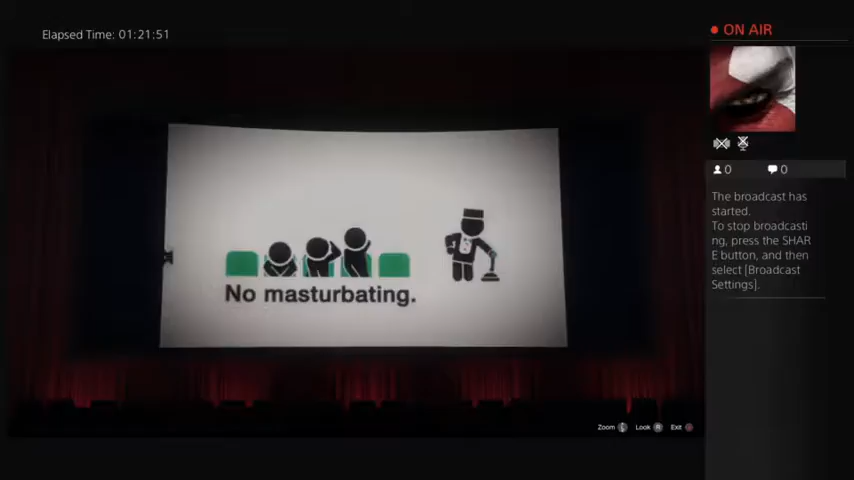 Elapsed Time: 01:21:51
ON AIR
0
0
The broadcast has
started.
To stop broadcasti
ng, press the SHAR
E button, and then
select [Broadcast
Settings].
No masturbating.
Zoom L Look R Exit